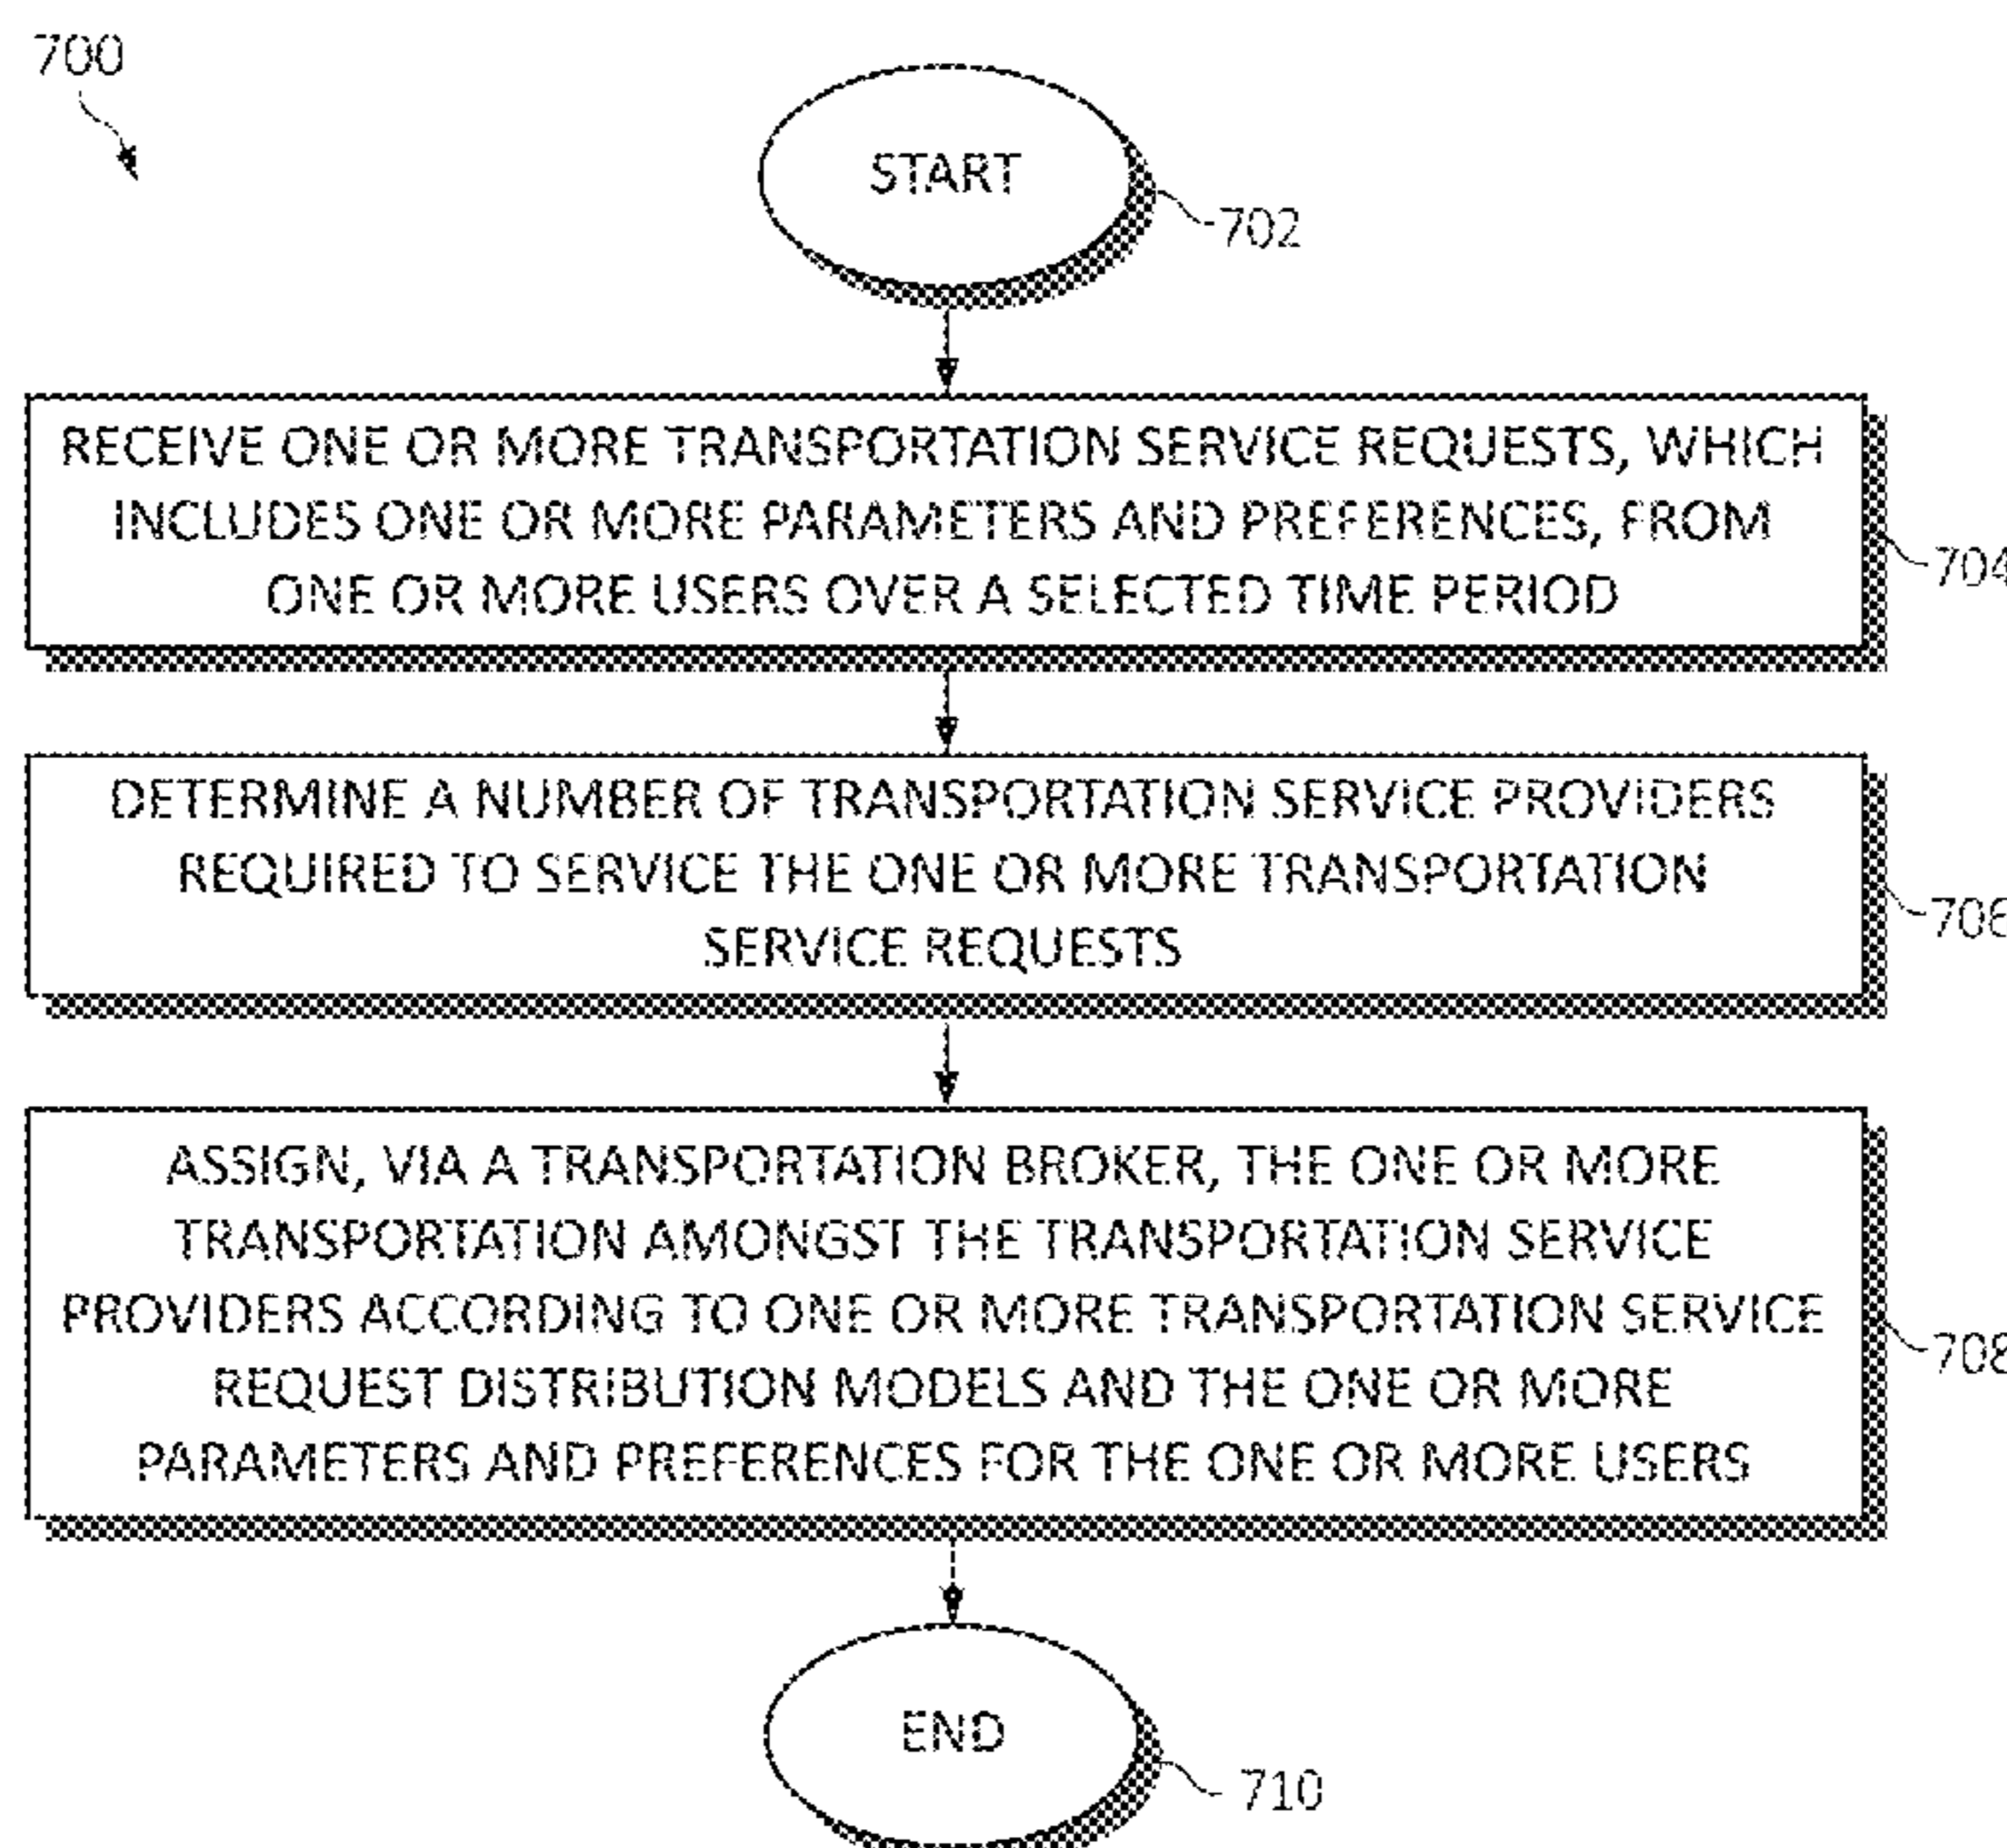 700
START
702
RECEIVE ONE OR MORE TRANSPORTATION SERVICE REQUESTS, WHICH
INCLUDES ONE OR MORE PARAMETERS AND PREFERENCES, FROM
ONE OR MORE USERS OVER A SELECTED TIME PERIOD
704
DETERMINE A NUMBER OF TRANSPORTATION SERVICE PROVIDERS
REQUIRED TO SERVICE THE ONE OR MORE TRANSPORTATION
SERVICE REQUESTS
706
ASSIGN, VIA A TRANSPORTATION BROKER, THE ONE OR MORE
TRANSPORTATION AMONGST THE TRANSPORTATION SERVICE
PROVIDERS ACCORDING TO ONE OR MORE TRANSPORTATION SERVICE
REQUEST DISTRIBUTION MODELS AND THE ONE OR MORE
PARAMETERS AND PREFERENCES FOR THE ONE OR MORE USERS
708
END
710